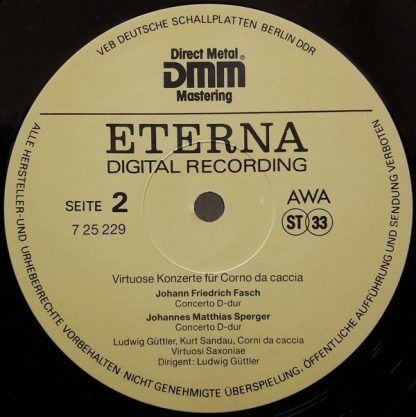 VEB DEUTSCHE SCHALLPLATTEN BERLIN DDR
Direct Metal
DMM®
Mastering
ETERNA
DIGITAL RECORDING
SEITE 2
AWA
7 25 229
ST 33
Virtuose Konzerte für Corno da caccia
Johann Friedrich Fasch
Concerto D-dur
Johannes Matthias Sperger
Concerto D-dur
Ludwig Güttler, Kurt Sandau, Corni da caccia
Virtuosi Saxoniae
Dirigent: Ludwig Güttler
ALLE HERSTELLER- UND URHEBERRECHTE VORBEHALTEN. NICHT GENEHMIGTE ÜBERSPIELUNG, ÖFFENTLICHE AUFFÜHRUNG UND SENDUNG VERBOTEN